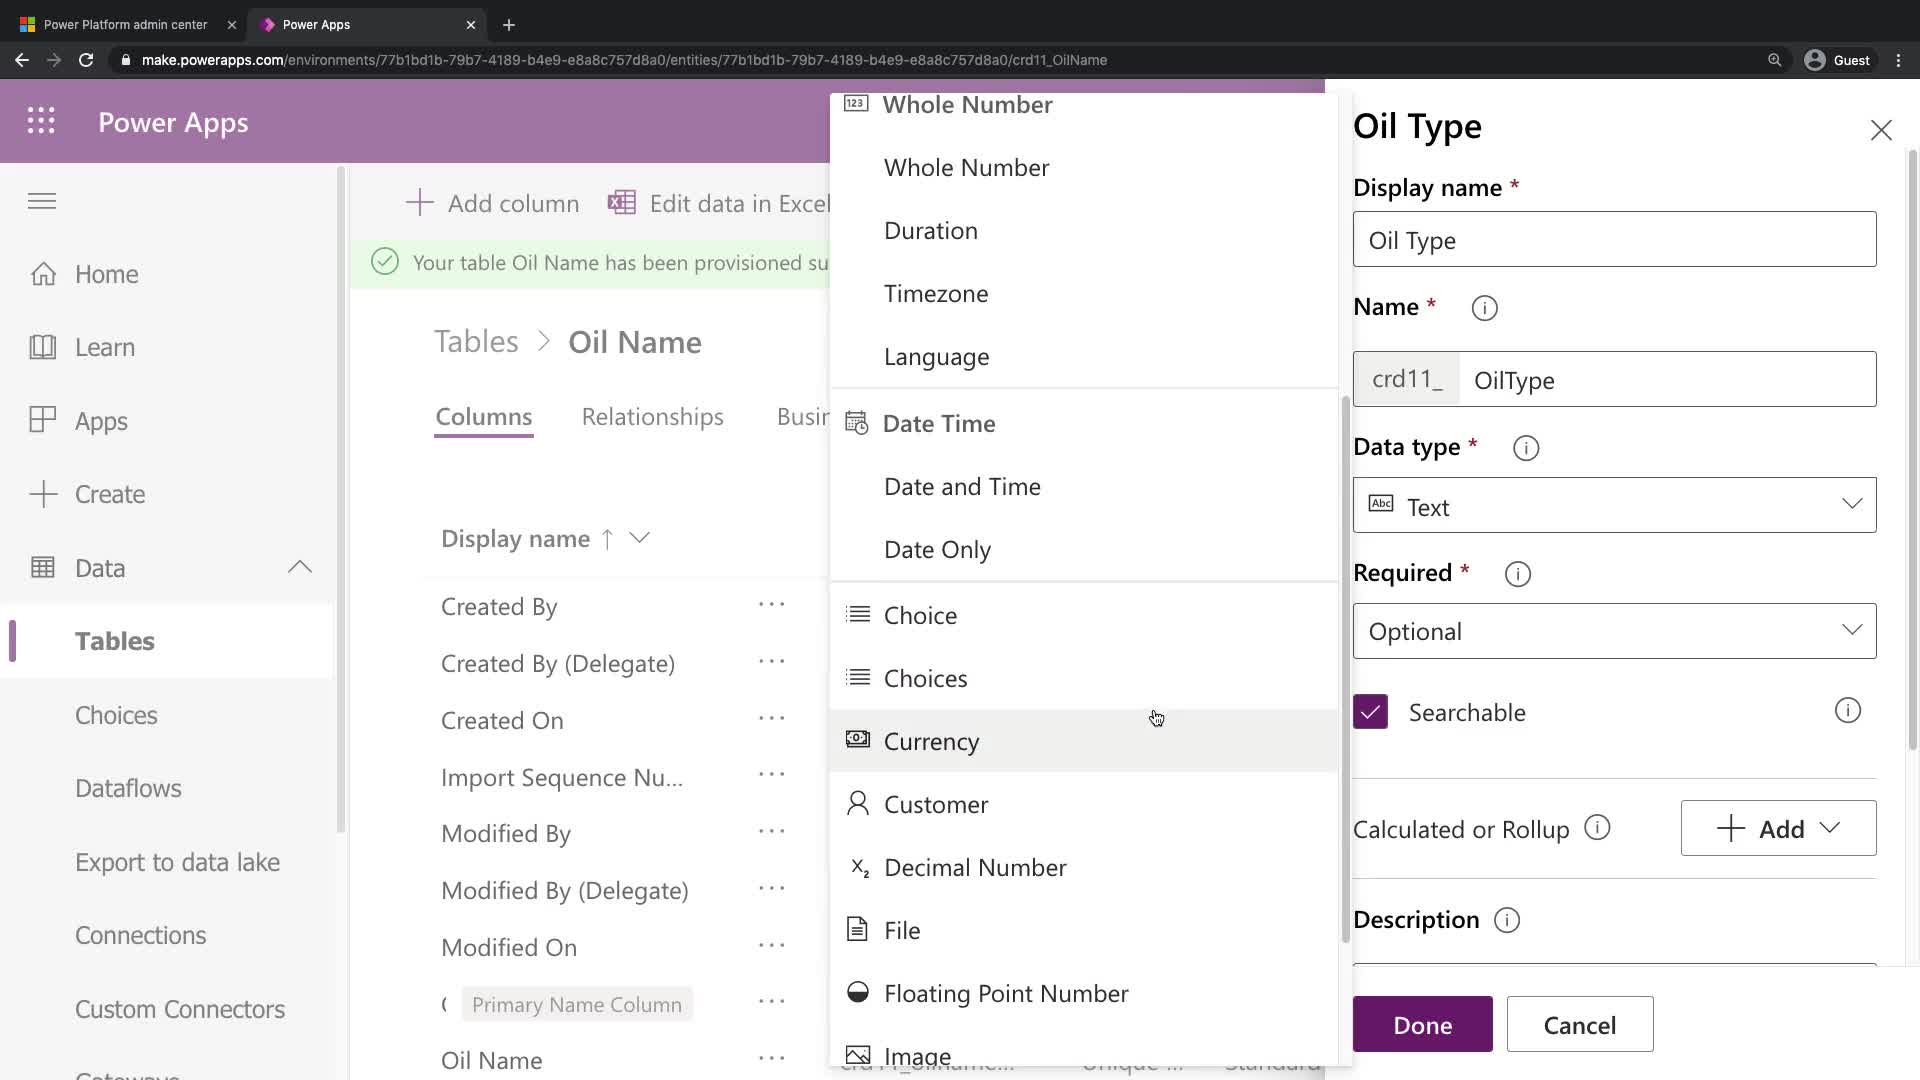 Power Platform admin center
Power Apps
make.powerapps.com/environments/77b1bd1b-79b7-4189-b4e9-e8a8c757d8a0/entities/77b1bd1b-79b7-4189-b4e9-e8a8c757d8a0/crd11_OilName
Guest
Power Apps
Home
Learn
Apps
Create
Data
Tables
Choices
Dataflows
Export to data lake
Connections
Custom Connectors
Add column
Edit data in Excel
Your table Oil Name has been provisioned su
Tables > Oil Name
Columns
Relationships
Busin
Display name
Created By
Created By (Delegate)
Created On
Import Sequence Nu...
Modified By
Modified By (Delegate)
Modified On
Primary Name Column
Oil Name
123 Whole Number
Whole Number
Duration
Timezone
Language
Date Time
Date and Time
Date Only
Choice
Choices
Currency
Customer
Decimal Number
File
Floating Point Number
Image
Oil Type
Display name *
Oil Type
Name *
crd11_ OilType
Data type *
Abc Text
Required *
Optional
Searchable
Calculated or Rollup
Add
Description
Done
Cancel